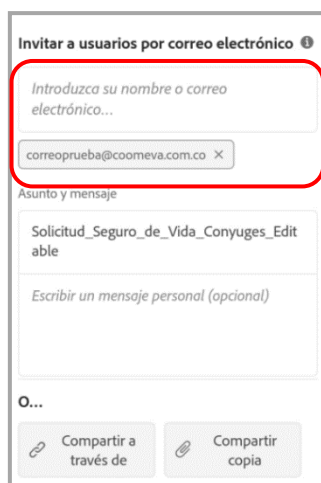 Invitar a usuarios por correo electrónico
Introduzca su nombre o correo
electrónico...
correoprueba@coomeva.com.co ×
Asunto y mensaje
Solicitud_Seguro_de_Vida_Conyuges_Edit
able
Escribir un mensaje personal (opcional)
O...
Compartir a
través de
Compartir
copia